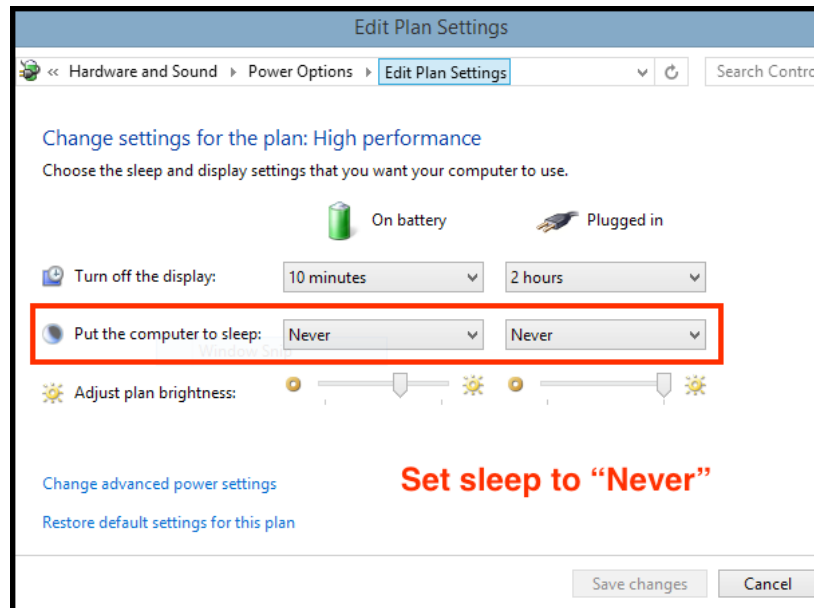 Edit Plan Settings
« Hardware and Sound Power Options Edit Plan Settings Search Contro
Change settings for the plan: High performance
Choose the sleep and display settings that you want your computer to use.
On battery Plugged in
Turn off the display: 10 minutes 2 hours
Put the computer to sleep: Never Never
Window Snip
Adjust plan brightness:
Change advanced power settings
Set sleep to “Never”
Restore default settings for this plan
Save changes Cancel